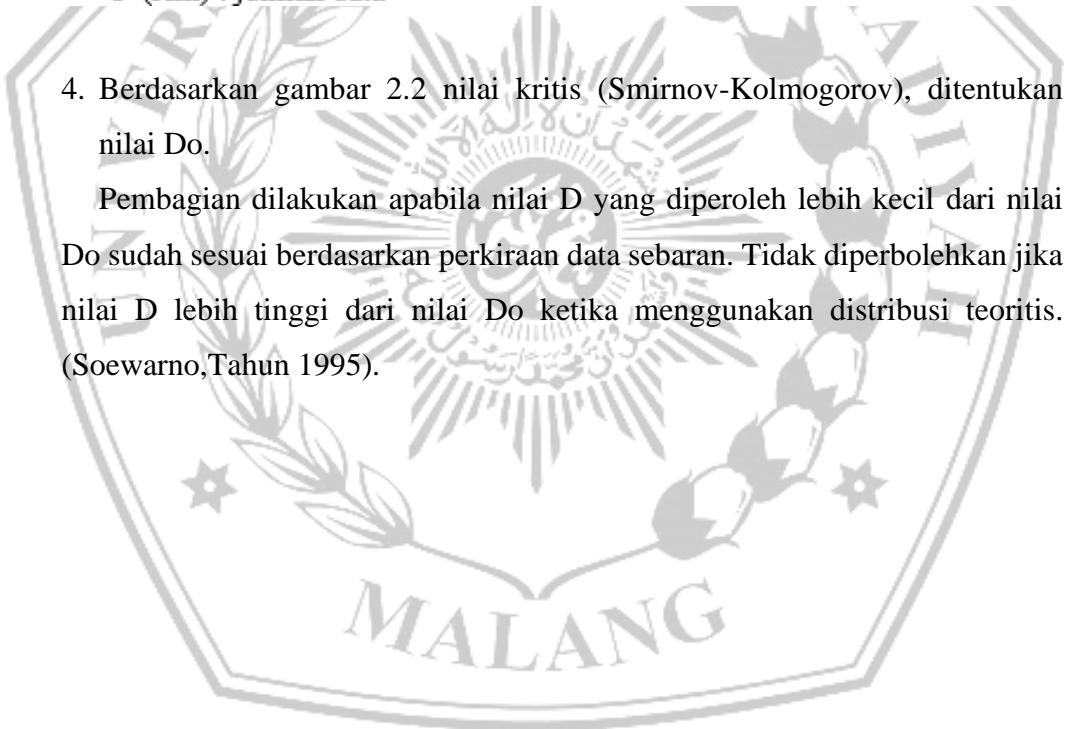 4. Berdasarkan gambar 2.2 nilai kritis (Smirnov-Kolmogorov), ditentukan
nilai Do.
Pembagian dilakukan apabila nilai D yang diperoleh lebih kecil dari nilai
Do sudah sesuai berdasarkan perkiraan data sebaran. Tidak diperbolehkan jika
nilai D lebih tinggi dari nilai Do ketika menggunakan distribusi teoritis.
(Soewarno,Tahun 1995).
MALANG